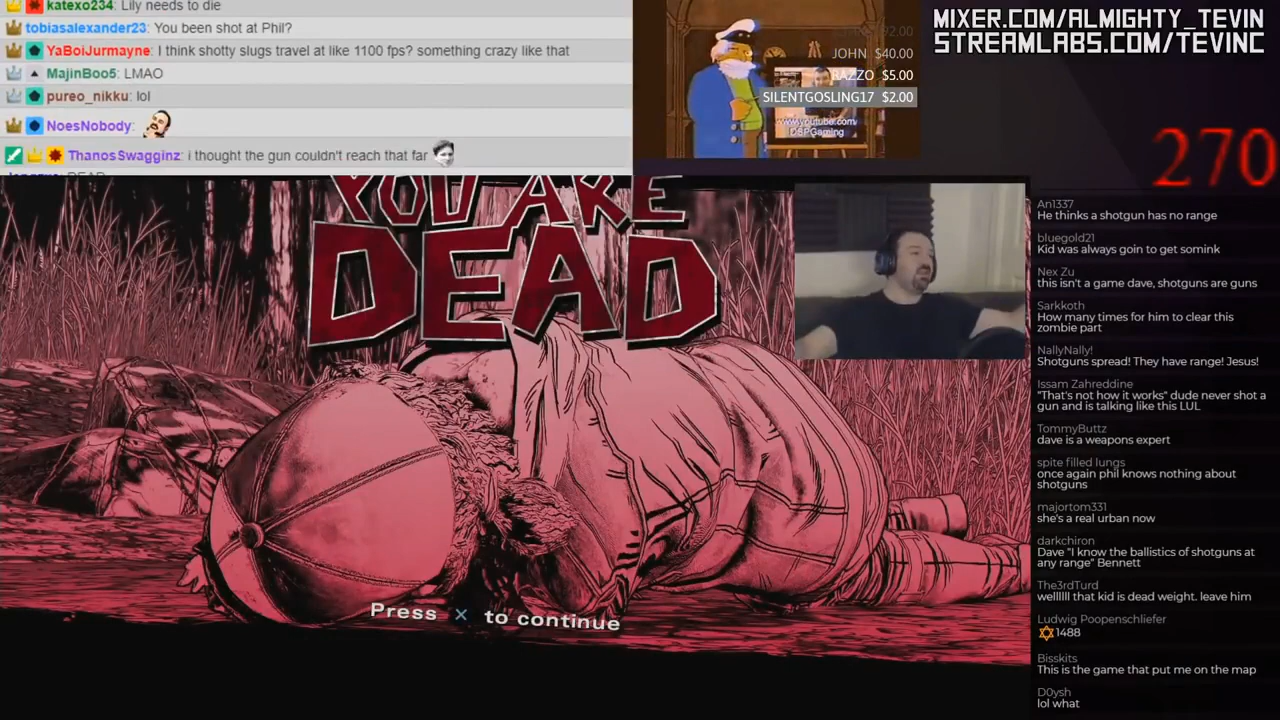 katexo234: Lily needs to die
tobiasalexander23: You been shot at Phil?
YaBoiJurmayne: I think shotty slugs travel at like 1100 fps? something crazy like that
MajinBoo5: LMAO
pureo_nikku: lol
NoesNobody:
ThanosSwagginz: i thought the gun couldn't reach that far
JOHN $40.00
RAZZO $5.00
SILENTGOSLING17 $2.00
www.youtube.com/
DSPGaming
MIXER.COM/ALMIGHTY_TEVIN
STREAMLABS.COM/TEVINC
270
YOU ARE
DEAD
Press X to continue
An1337
He thinks a shotgun has no range
bluegold21
Kid was always goin to get somink
Nex Zu
this isn't a game dave, shotguns are guns
Sarkkoth
How many times for him to clear this
zombie part
NallyNally!
Shotguns spread! They have range! Jesus!
Issam Zahreddine
"That's not how it works" dude never shot a
gun and is talking like this LUL
TommyButtz
dave is a weapons expert
spite filled lungs
once again phil knows nothing about
shotguns
majortom331
she's a real urban now
darkchiron
Dave "I know the ballistics of shotguns at
any range" Bennett
The3rdTurd
wellllll that kid is dead weight. leave him
Ludwig Poopenschliefer
1488
Bisskits
This is the game that put me on the map
D0ysh
lol what